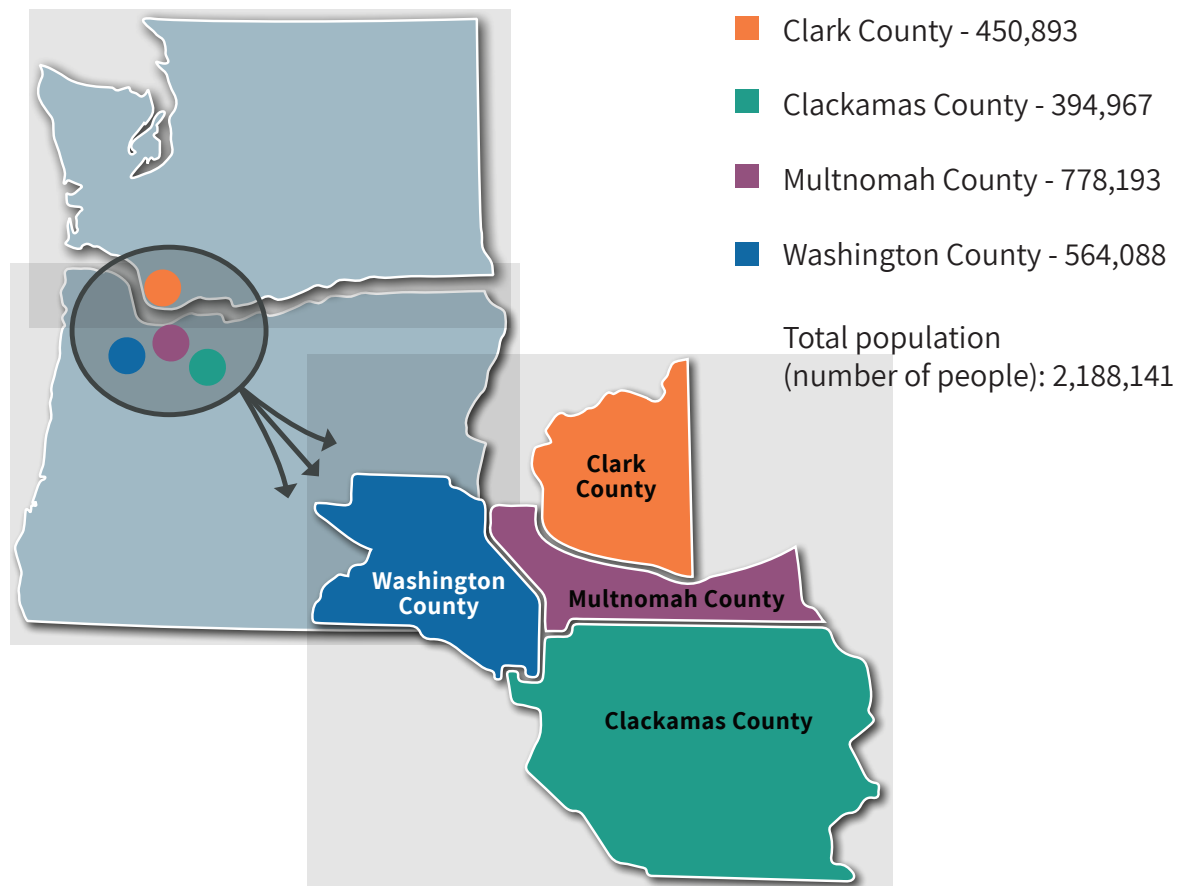 Clark County - 450,893
Clackamas County - 394,967
Multnomah County - 778,193
Washington County - 564,088
Total population
(number of people): 2,188,141
Clark
County
Washington
County
Multnomah County
Clackamas County